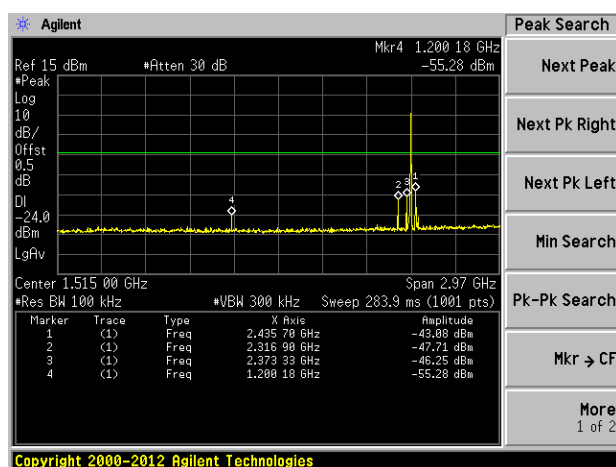 Agilent
Peak Search
Mkr4 1.200 18 GHz
Ref 15 dBm #Atten 30 dB -55.28 dBm
#Peak
Log
10
dB/
Offst
0.5
dB
DI
-24.0
dBm
LgAv
2 3 1
4
Center 1.515 00 GHz Span 2.97 GHz
#Res BW 100 kHz #VBW 300 kHz Sweep 283.9 ms (1001 pts)
Marker Trace Type X Axis Amplitude
1 (1) Freq 2.435 70 GHz -43.08 dBm
2 (1) Freq 2.316 90 GHz -47.71 dBm
3 (1) Freq 2.373 33 GHz -46.25 dBm
4 (1) Freq 1.200 18 GHz -55.28 dBm
Next Peak
Next Pk Right
Next Pk Left
Min Search
Pk-Pk Search
Mkr → CF
More
1 of 2
Copyright 2000-2012 Agilent Technologies